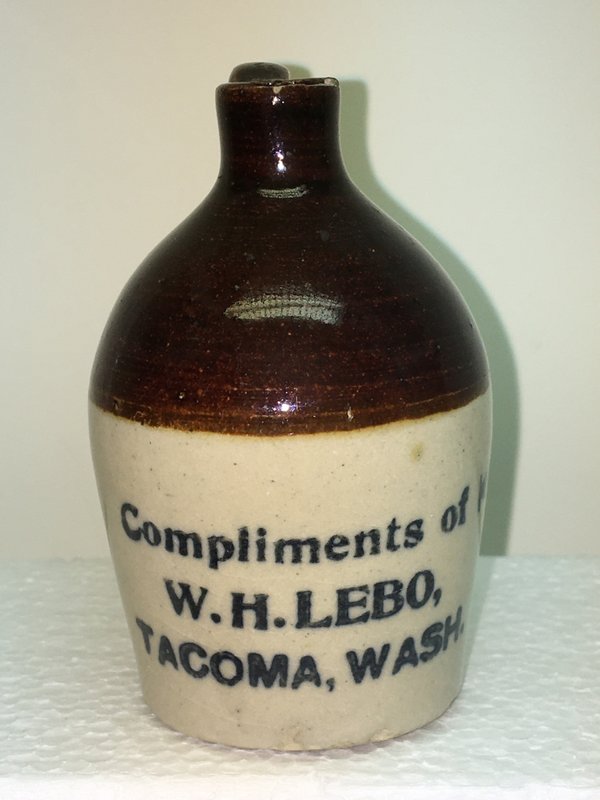 Compliments of
W. H. LEBO,
TACOMA, WASH.